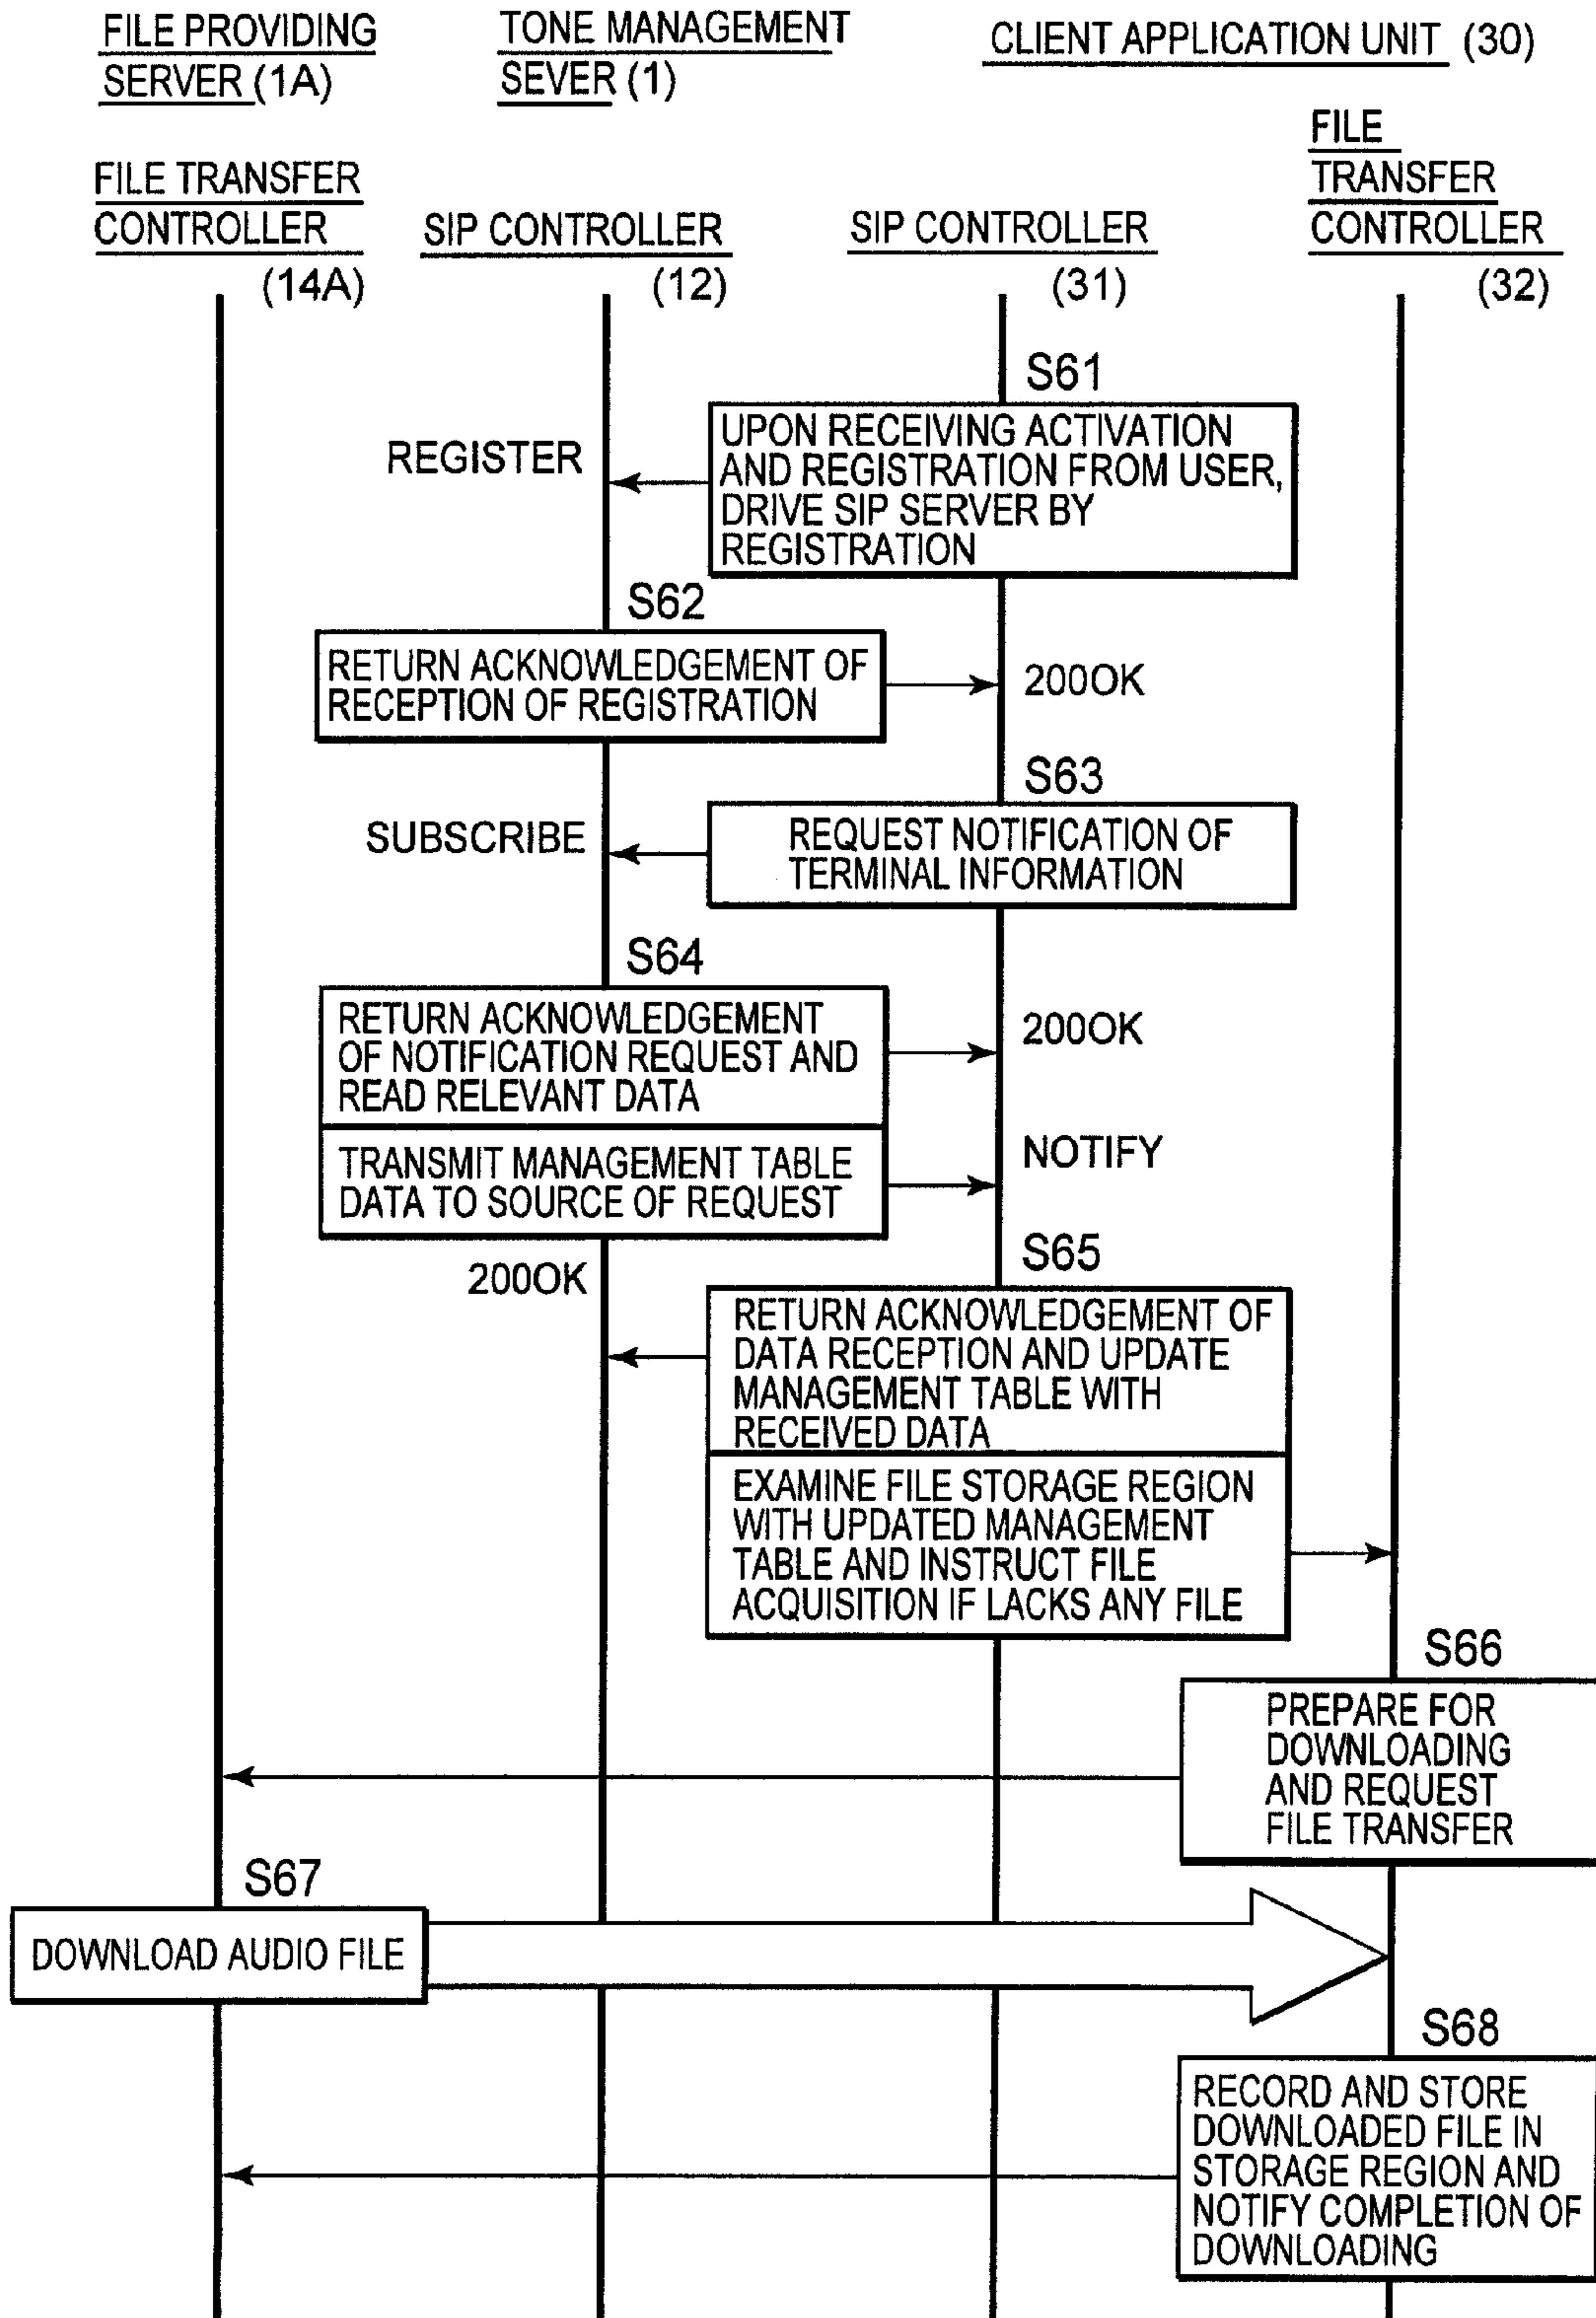 FILE PROVIDING
SERVER (1A)
TONE MANAGEMENT
SEVER (1)
CLIENT APPLICATION UNIT (30)
FILE TRANSFER
CONTROLLER
(14A)
SIP CONTROLLER
(12)
SIP CONTROLLER
(31)
FILE
TRANSFER
CONTROLLER
(32)
S61
REGISTER
UPON RECEIVING ACTIVATION
AND REGISTRATION FROM USER,
DRIVE SIP SERVER BY
REGISTRATION
S62
RETURN ACKNOWLEDGEMENT OF
RECEPTION OF REGISTRATION
200OK
S63
SUBSCRIBE
REQUEST NOTIFICATION OF
TERMINAL INFORMATION
S64
RETURN ACKNOWLEDGEMENT
OF NOTIFICATION REQUEST AND
READ RELEVANT DATA
200OK
TRANSMIT MANAGEMENT TABLE
DATA TO SOURCE OF REQUEST
NOTIFY
S65
200OK
RETURN ACKNOWLEDGEMENT OF
DATA RECEPTION AND UPDATE
MANAGEMENT TABLE WITH
RECEIVED DATA
EXAMINE FILE STORAGE REGION
WITH UPDATED MANAGEMENT
TABLE AND INSTRUCT FILE
ACQUISITION IF LACKS ANY FILE
S66
PREPARE FOR
DOWNLOADING
AND REQUEST
FILE TRANSFER
S67
DOWNLOAD AUDIO FILE
S68
RECORD AND STORE
DOWNLOADED FILE IN
STORAGE REGION AND
NOTIFY COMPLETION OF
DOWNLOADING